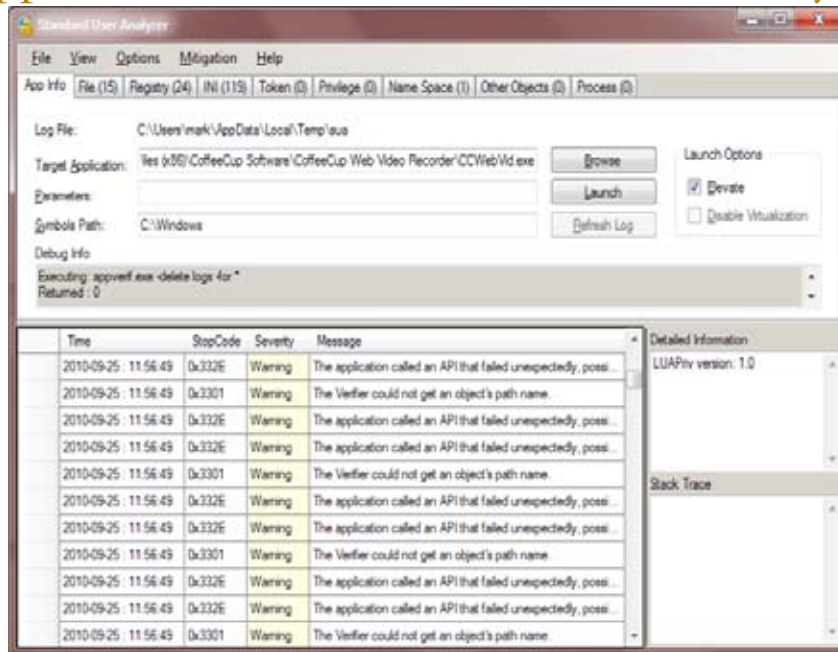 Standard User Analyzer
File View Options Mitigation Help
App Info File (15) Registry (24) INI (119) Token (0) Privilege (0) Name Space (1) Other Objects (0) Process (0)
Log File: C:\Users\mark\AppData\Local\Temp\sua
Launch Options
Target Application: iles (x86)\CoffeeCup Software\CoffeeCup Web Video Recorder\CCWebVid.exe Browse
Elevate
Parameters: Launch
Disable Virtualization
Symbols Path: C:\Windows Refresh Log
Debug Info
Executing: appverif.exe -delete logs -for *
Returned : 0
Time StopCode Severity Message Detailed Information
2010-09-25 : 11:56:49 0x332E Warning The application called an API that failed unexpectedly, possi... LUAPriv version: 1.0
2010-09-25 : 11:56:49 0x3301 Warning The Verifier could not get an object's path name.
2010-09-25 : 11:56:49 0x332E Warning The application called an API that failed unexpectedly, possi...
2010-09-25 : 11:56:49 0x332E Warning The application called an API that failed unexpectedly, possi...
2010-09-25 : 11:56:49 0x3301 Warning The Verifier could not get an object's path name.
Stack Trace
2010-09-25 : 11:56:49 0x332E Warning The application called an API that failed unexpectedly, possi...
2010-09-25 : 11:56:49 0x332E Warning The application called an API that failed unexpectedly, possi...
2010-09-25 : 11:56:49 0x3301 Warning The Verifier could not get an object's path name.
2010-09-25 : 11:56:49 0x332E Warning The application called an API that failed unexpectedly, possi...
2010-09-25 : 11:56:49 0x332E Warning The application called an API that failed unexpectedly, possi...
2010-09-25 : 11:56:49 0x3301 Warning The Verifier could not get an object's path name.